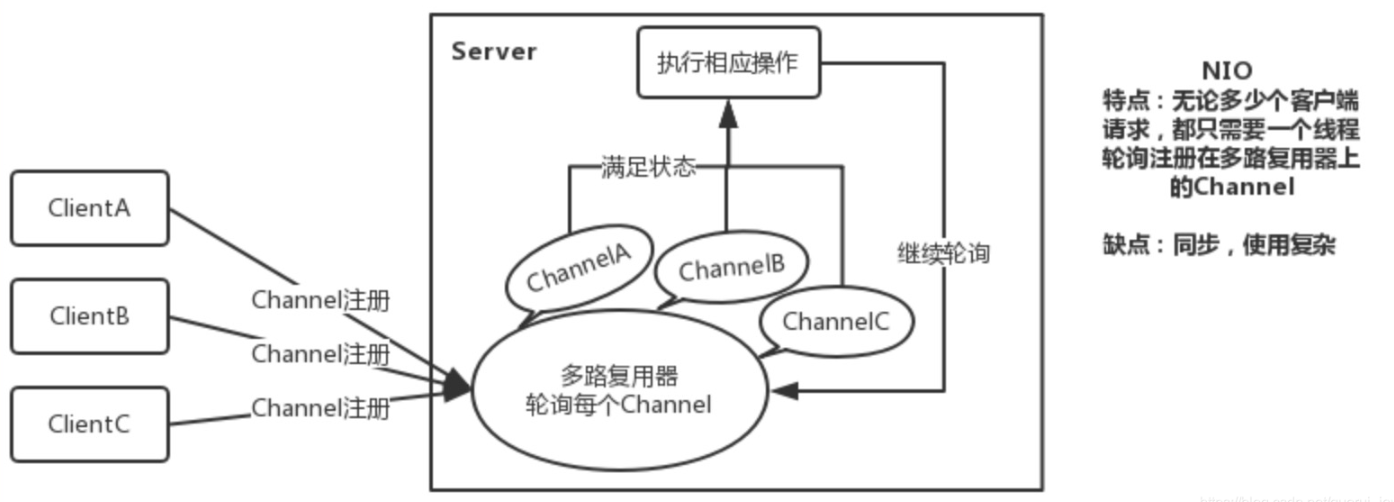 Server
执行相应操作
NIO
特点：无论多少个客户端
请求，都只需要一个线程
轮询注册在多路复用器上
的Channel
缺点：同步，使用复杂
满足状态
继续轮询
ClientA
ClientB
ClientC
Channel注册
Channel注册
Channel注册
ChannelA
ChannelB
ChannelC
多路复用器
轮询每个Channel